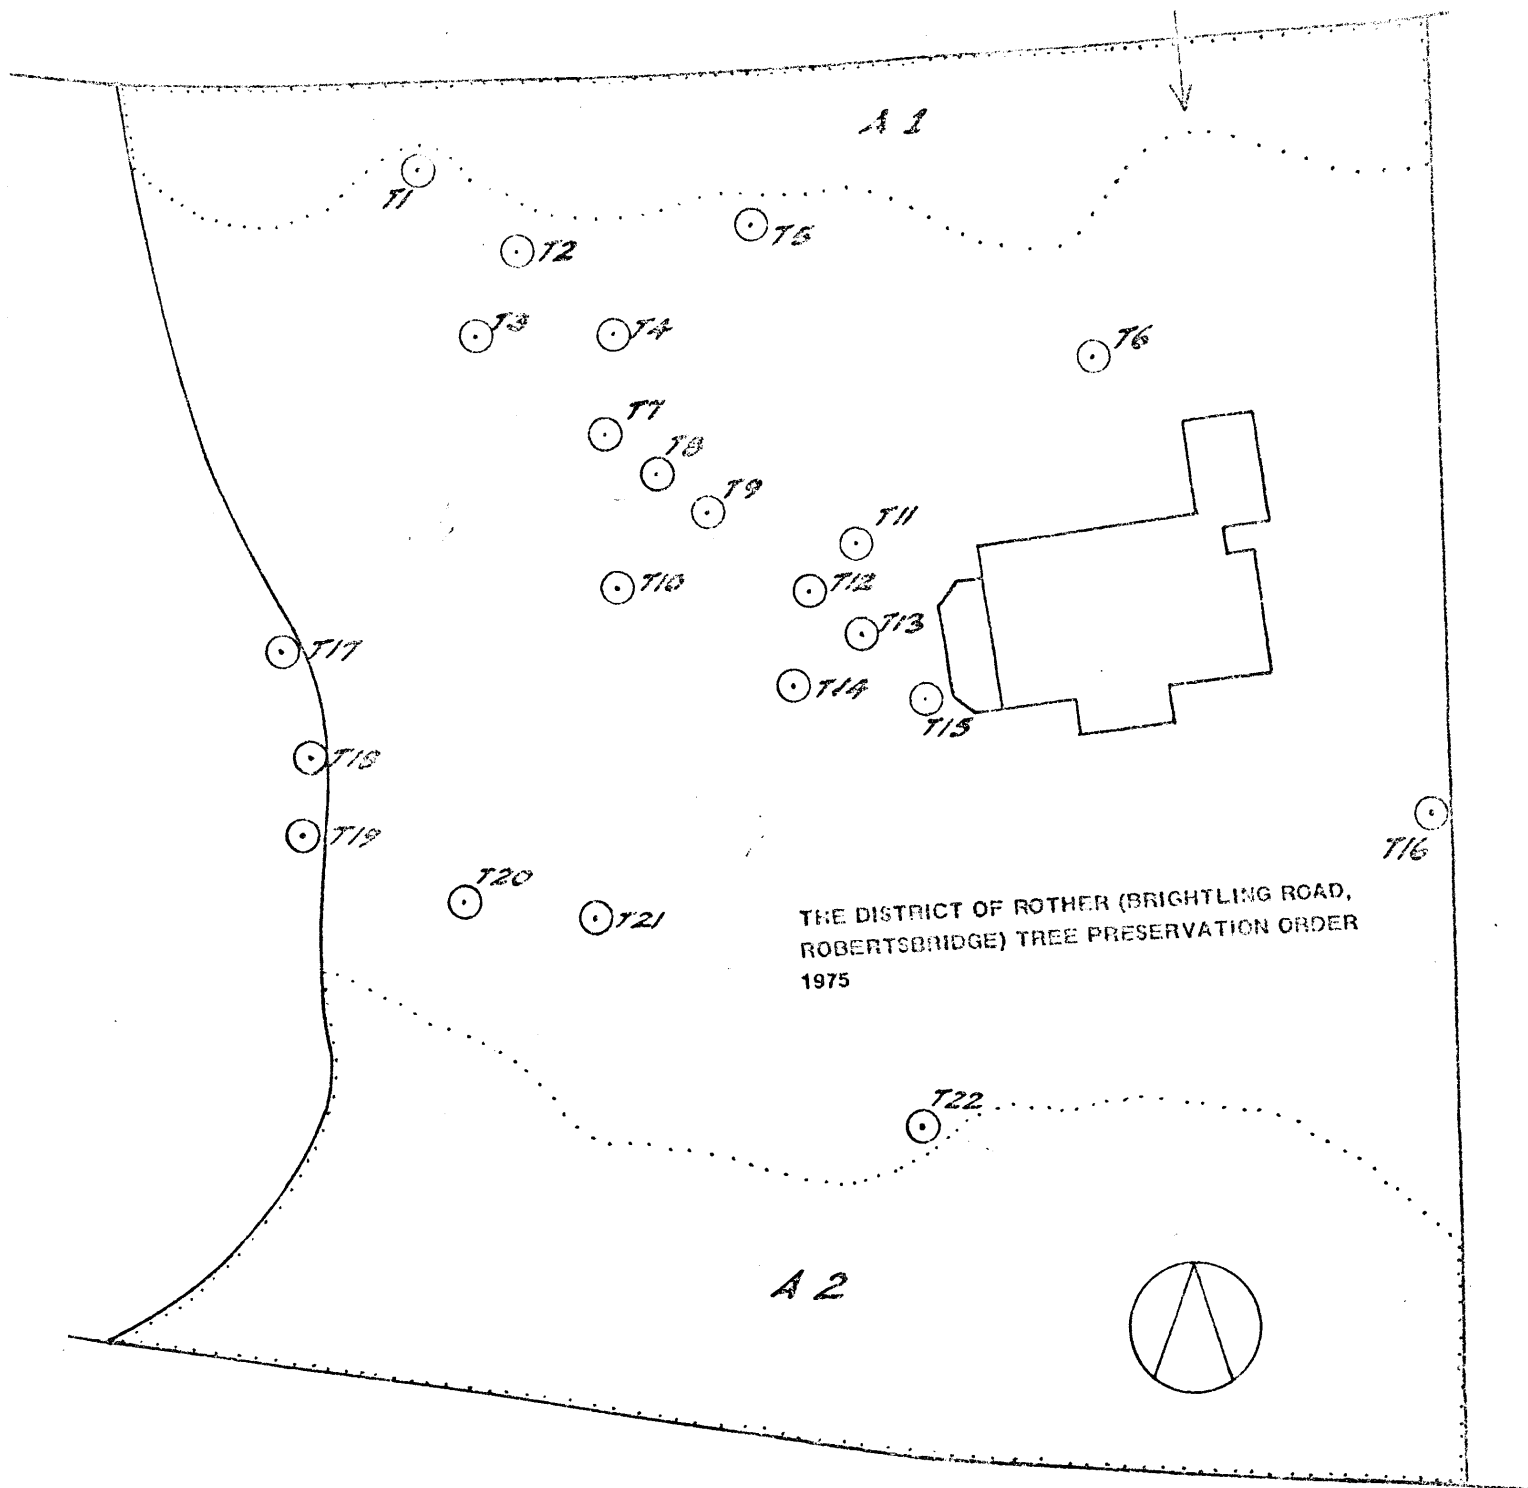 A 1
T1
T2
T5
T3
T4
T6
T7
T8
T9
T11
T10
T12
T13
T17
T14
T15
T18
T19
T16
T20
T21
THE DISTRICT OF ROTHER (BRIGHTLING ROAD,
ROBERTSBRIDGE) TREE PRESERVATION ORDER
1975
T22
A 2